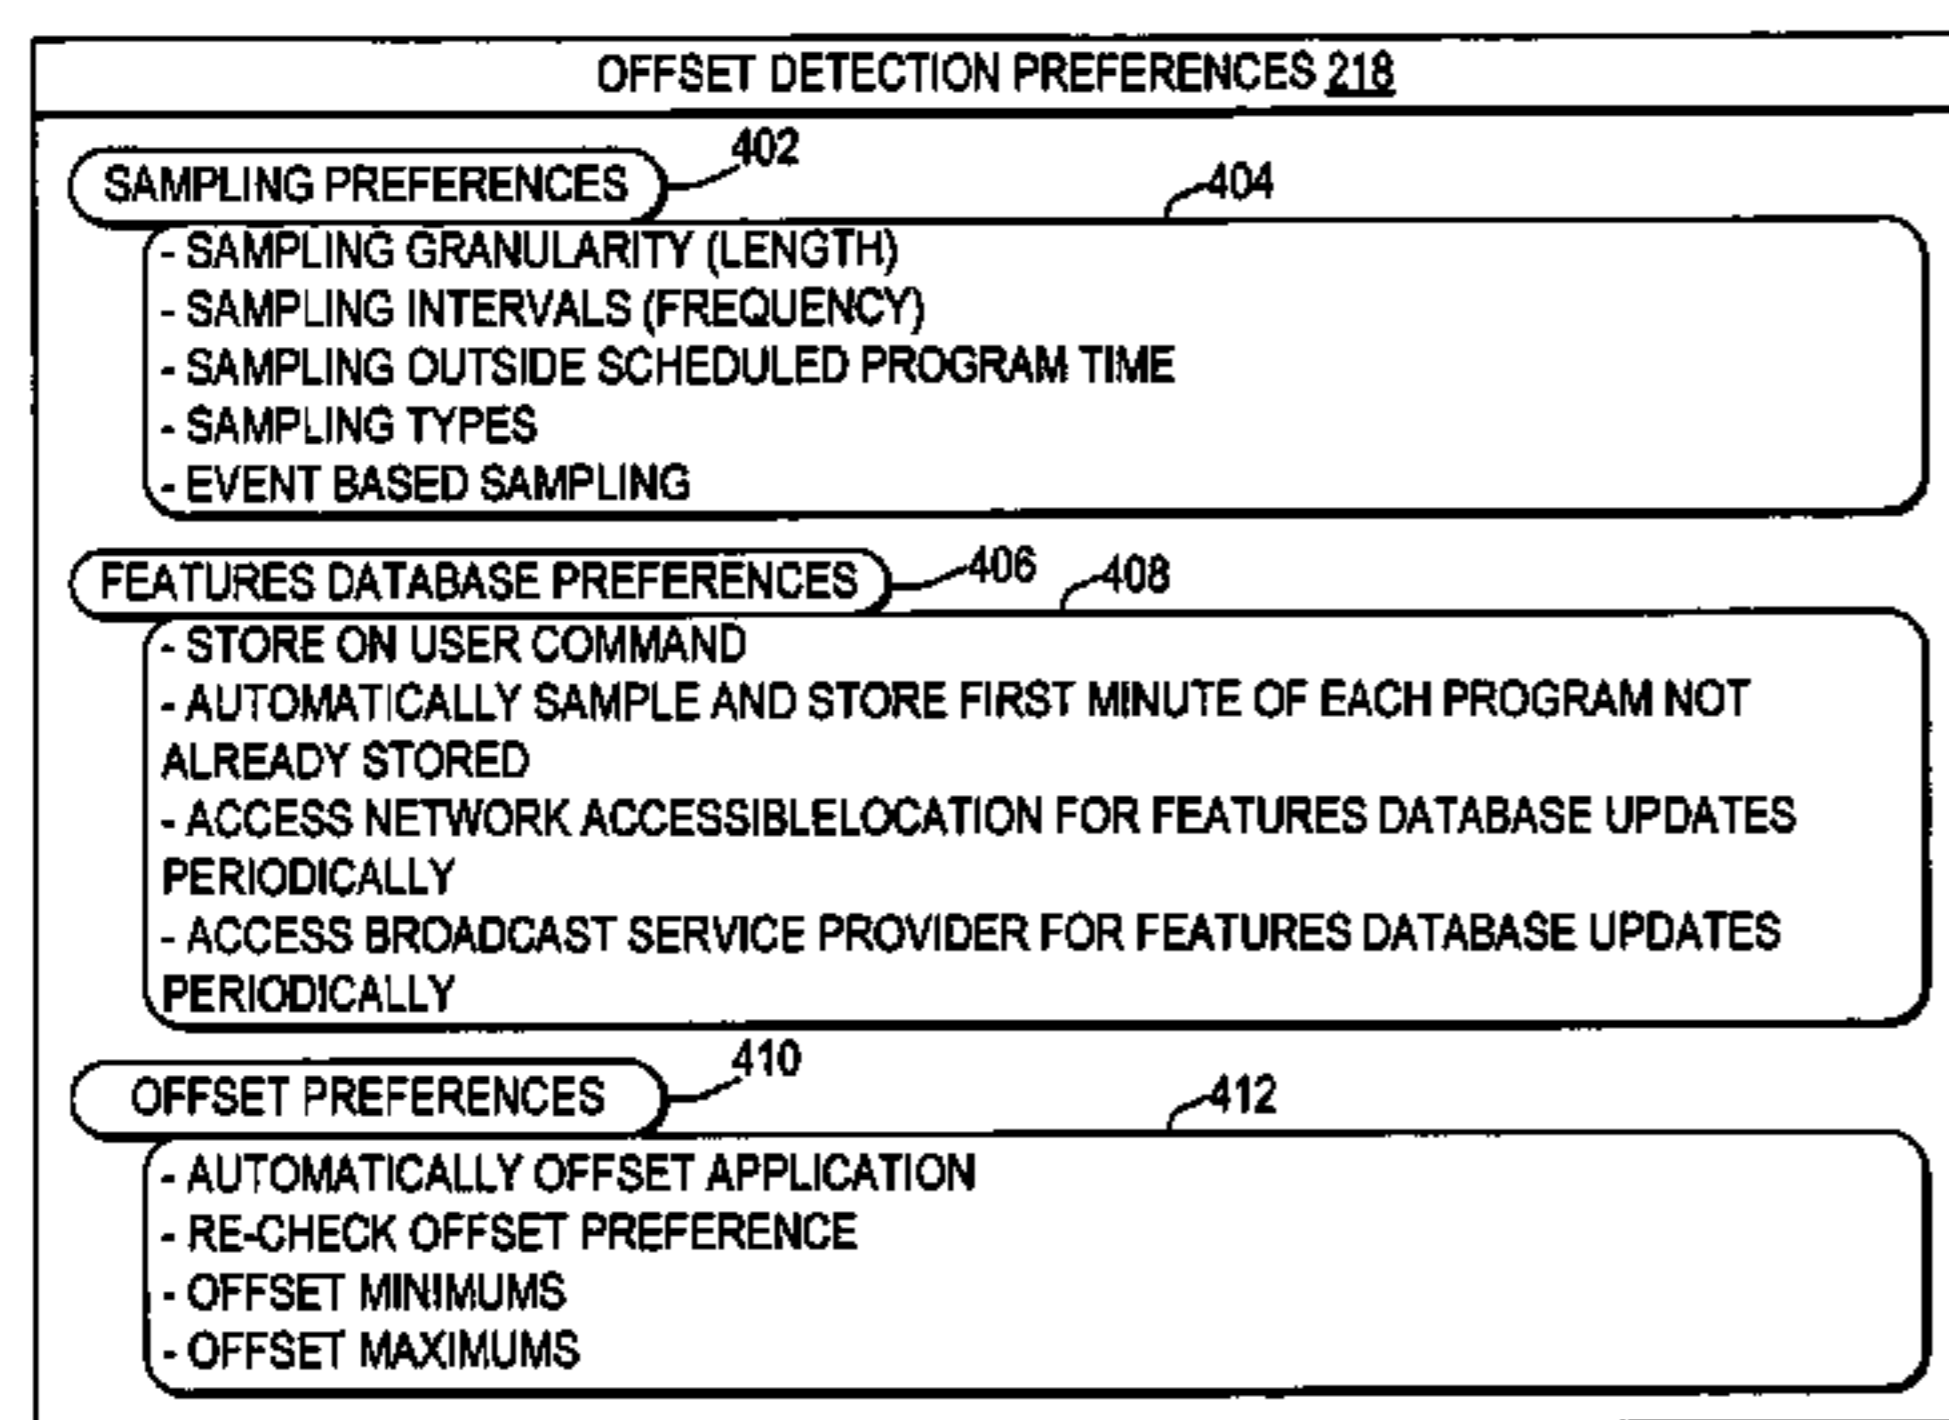 OFFSET DETECTION PREFERENCES 218
402
SAMPLING PREFERENCES
404
- SAMPLING GRANULARITY (LENGTH)
- SAMPLING INTERVALS (FREQUENCY)
- SAMPLING OUTSIDE SCHEDULED PROGRAM TIME
- SAMPLING TYPES
- EVENT BASED SAMPLING
FEATURES DATABASE PREFERENCES
406
408
- STORE ON USER COMMAND
- AUTOMATICALLY SAMPLE AND STORE FIRST MINUTE OF EACH PROGRAM NOT
ALREADY STORED
- ACCESS NETWORK ACCESSIBLELOCATION FOR FEATURES DATABASE UPDATES
PERIODICALLY
- ACCESS BROADCAST SERVICE PROVIDER FOR FEATURES DATABASE UPDATES
PERIODICALLY
410
OFFSET PREFERENCES
412
- AUTOMATICALLY OFFSET APPLICATION
- RE-CHECK OFFSET PREFERENCE
- OFFSET MINIMUMS
- OFFSET MAXIMUMS